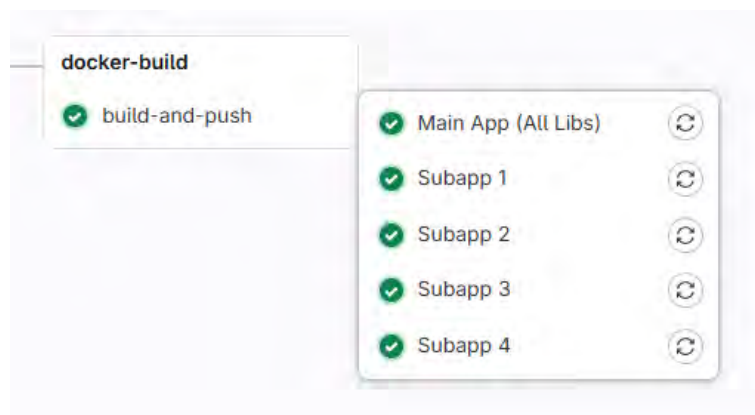 docker-build
build-and-push
Main App (All Libs)
Subapp 1
Subapp 2
Subapp 3
Subapp 4